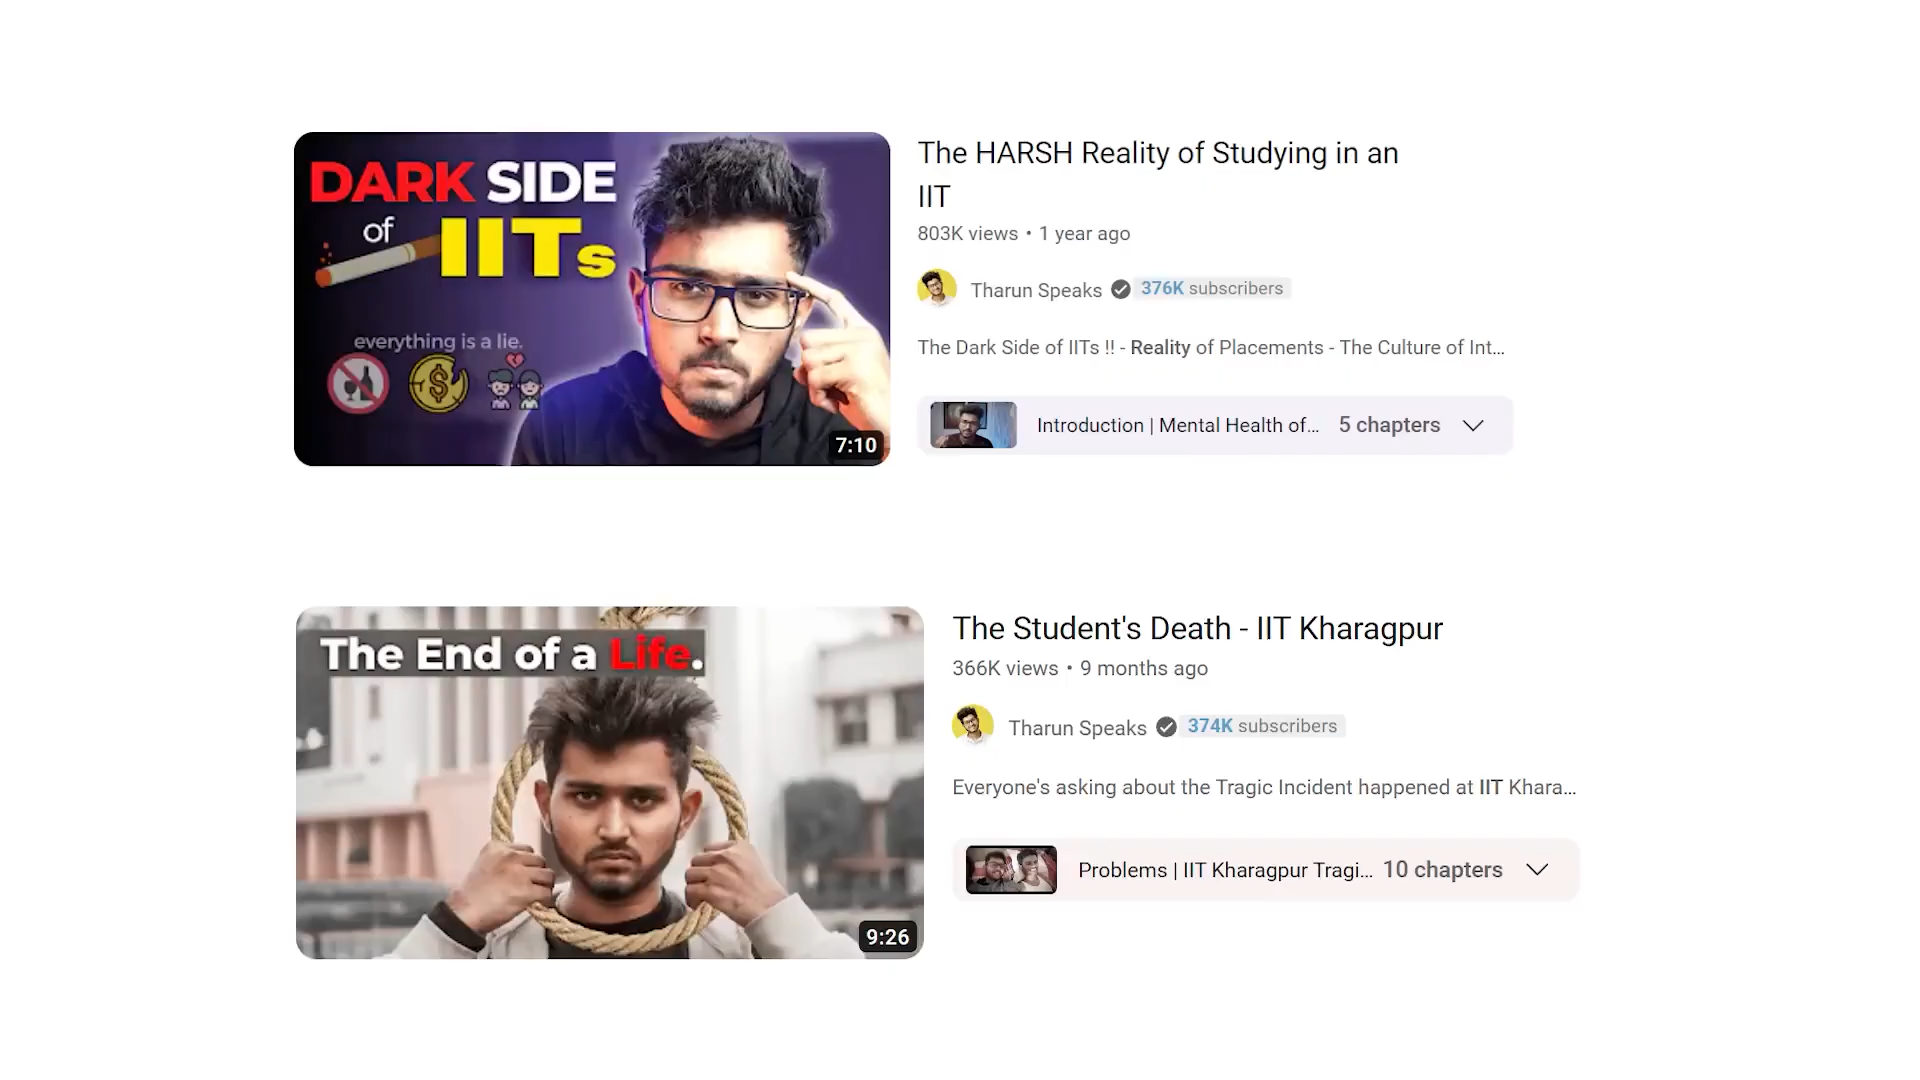 DARK SIDE
of IITs
everything is a lie.
7:10
The HARSH Reality of Studying in an
IIT
803K views • 1 year ago
Tharun Speaks 376K subscribers
The Dark Side of IITs !! - Reality of Placements - The Culture of Int...
Introduction | Mental Health of... 5 chapters
The End of a Life.
9:26
The Student's Death - IIT Kharagpur
366K views • 9 months ago
Tharun Speaks 374K subscribers
Everyone's asking about the Tragic Incident happened at IIT Khara...
Problems | IIT Kharagpur Tragi... 10 chapters